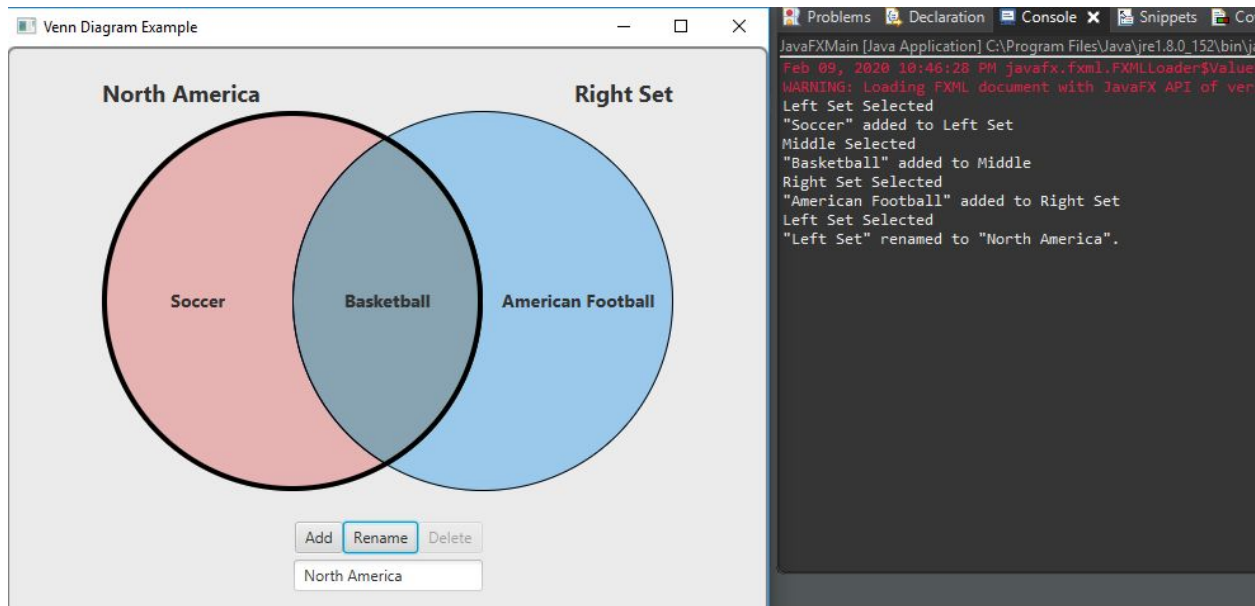 Venn Diagram Example
North America
Right Set
Soccer
Basketball
American Football
Add
Rename
Delete
North America
Problems
Declaration
Console
Snippets
JavaFXMain [Java Application] C:\Program Files\Java\jre1.8.0_152\bin\j
Feb 09, 2020 10:46:28 PM javafx.fxml.FXMLLoader$Value
WARNING: Loading FXML document with JavaFX API of ver
Left Set Selected
"Soccer" added to Left Set
Middle Selected
"Basketball" added to Middle
Right Set Selected
"American Football" added to Right Set
Left Set Selected
"Left Set" renamed to "North America".